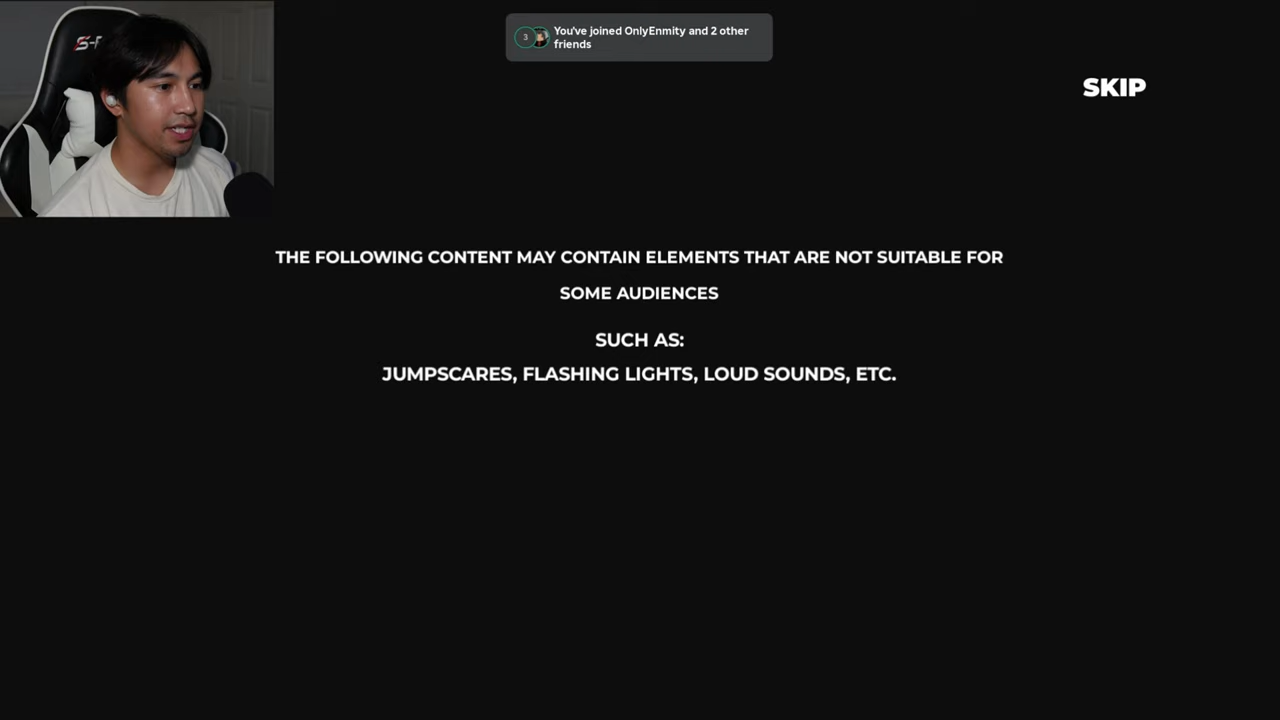 You've joined OnlyEnmity and 2 other
friends
3
SKIP
THE FOLLOWING CONTENT MAY CONTAIN ELEMENTS THAT ARE NOT SUITABLE FOR
SOME AUDIENCES
SUCH AS:
JUMPSCARES, FLASHING LIGHTS, LOUD SOUNDS, ETC.